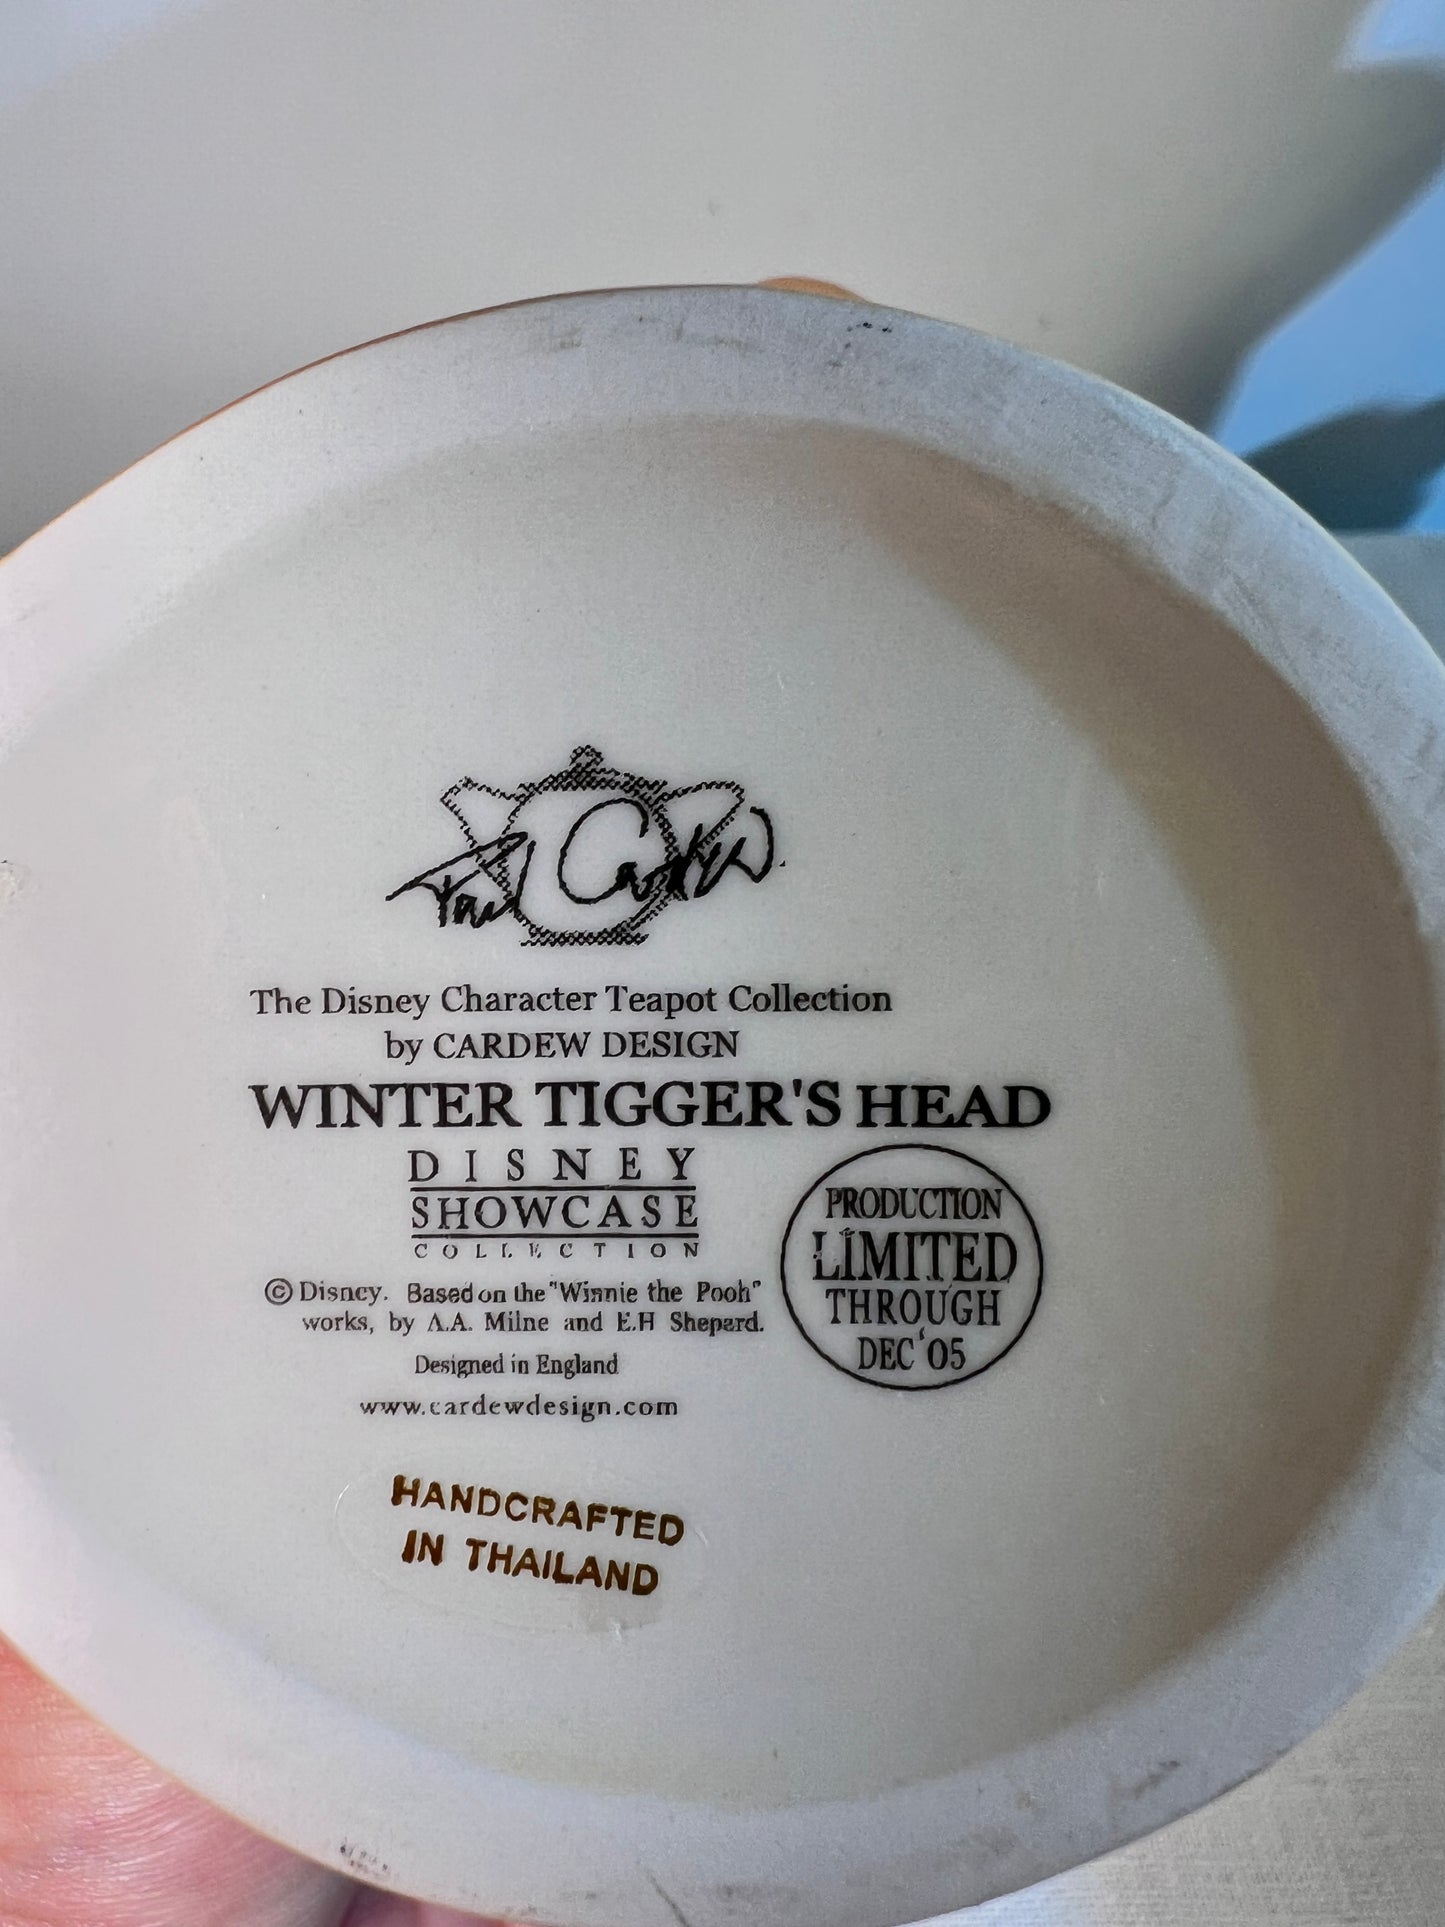 Paul Cardew
The Disney Character Teapot Collection
by CARDEW DESIGN
WINTER TIGGER'S HEAD
DISNEY
SHOWCASE
COLLECTION
© Disney. Based on the "Winnie the Pooh"
works, by A.A. Milne and E.H Shepard.
Designed in England
www.cardewdesign.com
PRODUCTION
LIMITED
THROUGH
DEC '05
HANDCRAFTED
IN THAILAND